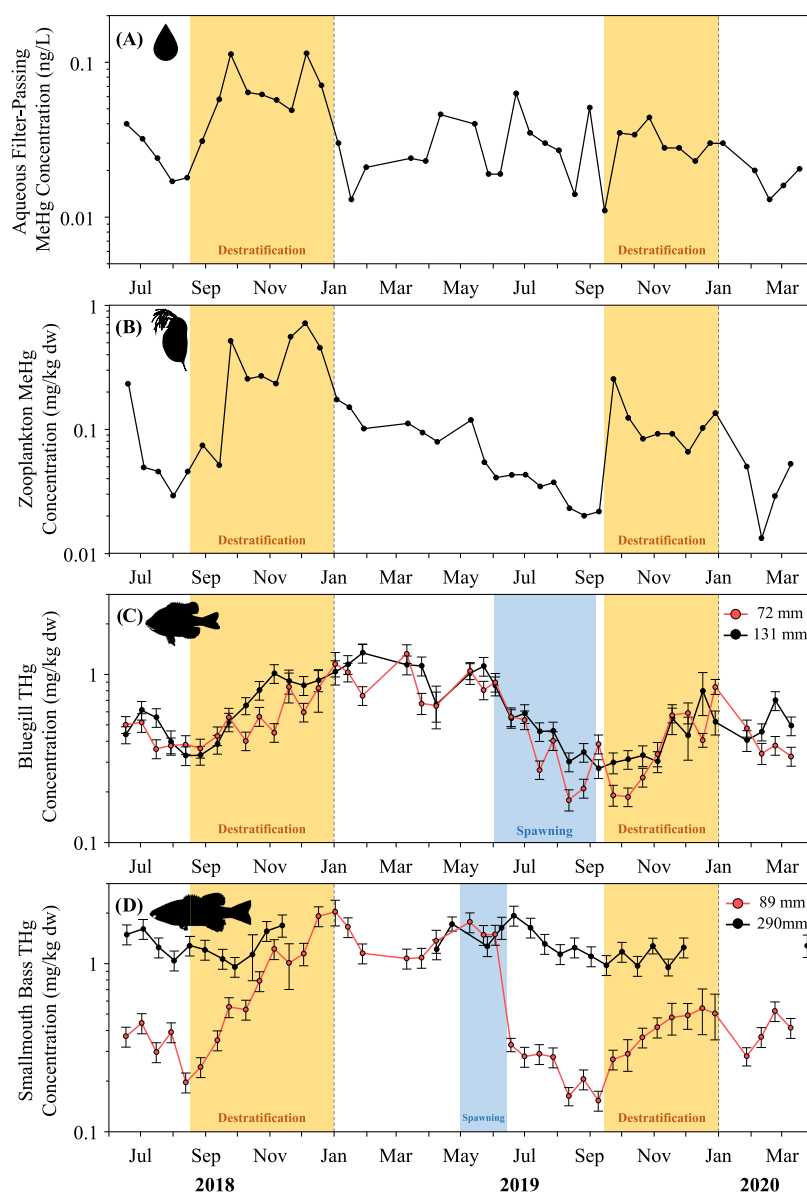 (A)
Aqueous Filter-Passing
MeHg Concentration (ng/L)
0.1
0.01
Destratification
Destratification
Jul Sep Nov Jan Mar May Jul Sep Nov Jan Mar
(B)
Zooplankton MeHg
Concentration (mg/kg dw)
1
0.1
0.01
Destratification
Destratification
Jul Sep Nov Jan Mar May Jul Sep Nov Jan Mar
(C)
72 mm
131 mm
Bluegill THg
Concentration (mg/kg dw)
1
0.1
Destratification
Spawning
Destratification
Jul Sep Nov Jan Mar May Jul Sep Nov Jan Mar
(D)
89 mm
290mm
Smallmouth Bass THg
Concentration (mg/kg dw)
1
0.1
Destratification
Spawning
Destratification
Jul Sep Nov Jan Mar May Jul Sep Nov Jan Mar
2018 2019 2020